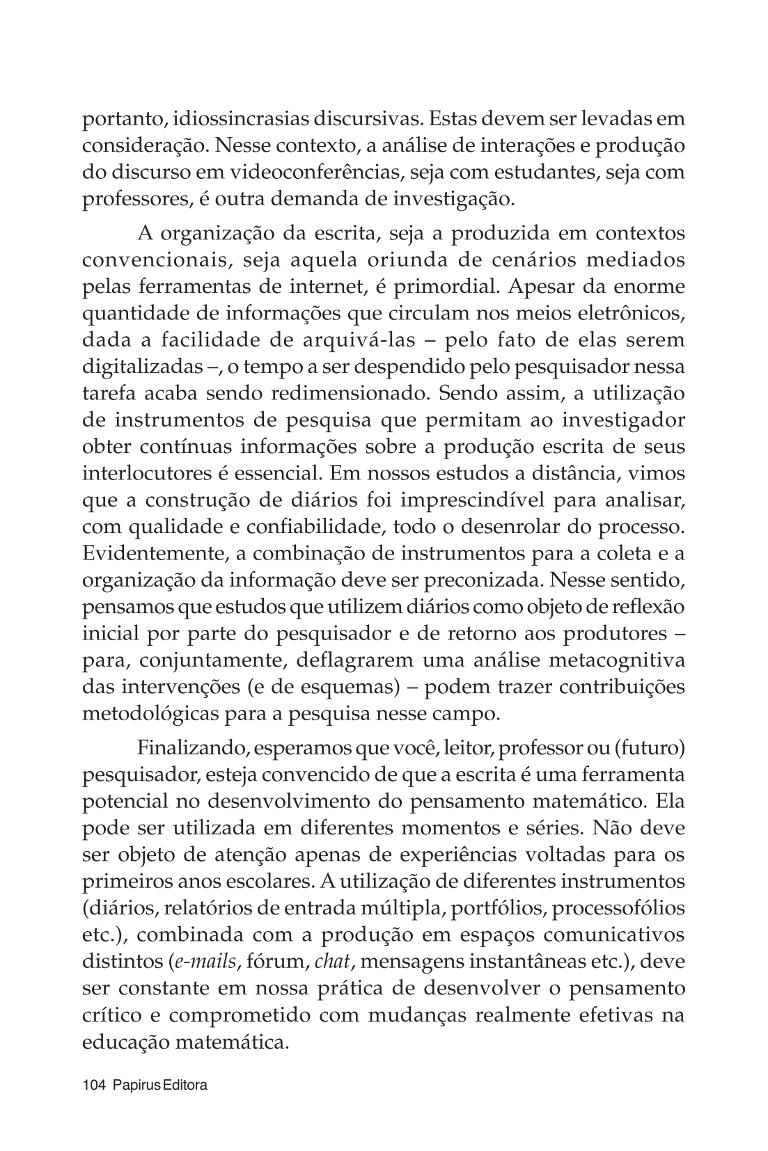 portanto, idiossincrasias discursivas. Estas devem ser levadas em
consideração. Nesse contexto, a análise de interações e produção
do discurso em videoconferências, seja com estudantes, seja com
professores, é outra demanda de investigação.
A organização da escrita, seja a produzida em contextos
convencionais, seja aquela oriunda de cenários mediados
pelas ferramentas de internet, é primordial. Apesar da enorme
quantidade de informações que circulam nos meios eletrônicos,
dada a facilidade de arquivá-las – pelo fato de elas serem
digitalizadas –, o tempo a ser despendido pelo pesquisador nessa
tarefa acaba sendo redimensionado. Sendo assim, a utilização
de instrumentos de pesquisa que permitam ao investigador
obter contínuas informações sobre a produção escrita de seus
interlocutores é essencial. Em nossos estudos a distância, vimos
que a construção de diários foi imprescindível para analisar,
com qualidade e confiabilidade, todo o desenrolar do processo.
Evidentemente, a combinação de instrumentos para a coleta e a
organização da informação deve ser preconizada. Nesse sentido,
pensamos que estudos que utilizem diários como objeto de reflexão
inicial por parte do pesquisador e de retorno aos produtores –
para, conjuntamente, deflagrarem uma análise metacognitiva
das intervenções (e de esquemas) – podem trazer contribuições
metodológicas para a pesquisa nesse campo.
Finalizando, esperamos que você, leitor, professor ou (futuro)
pesquisador, esteja convencido de que a escrita é uma ferramenta
potencial no desenvolvimento do pensamento matemático. Ela
pode ser utilizada em diferentes momentos e séries. Não deve
ser objeto de atenção apenas de experiências voltadas para os
primeiros anos escolares. A utilização de diferentes instrumentos
(diários, relatórios de entrada múltipla, portfólios, processofólios
etc.), combinada com a produção em espaços comunicativos
distintos (e-mails, fórum, chat, mensagens instantâneas etc.), deve
ser constante em nossa prática de desenvolver o pensamento
crítico e comprometido com mudanças realmente efetivas na
educação matemática.
104 Papirus Editora